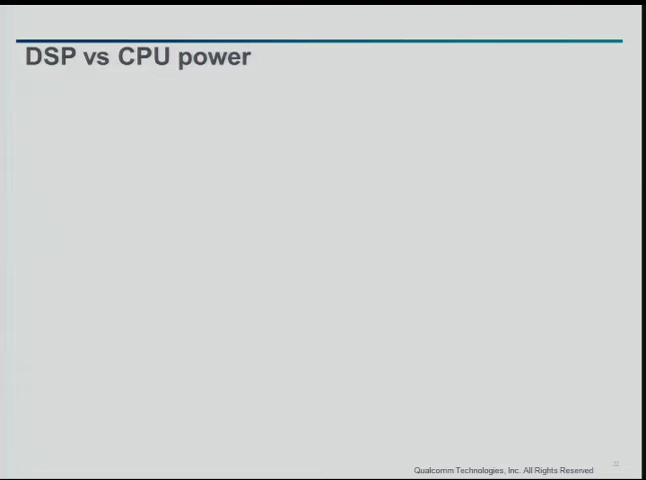 DSP vs CPU power
Qualcomm Technologies, Inc. All Rights Reserved